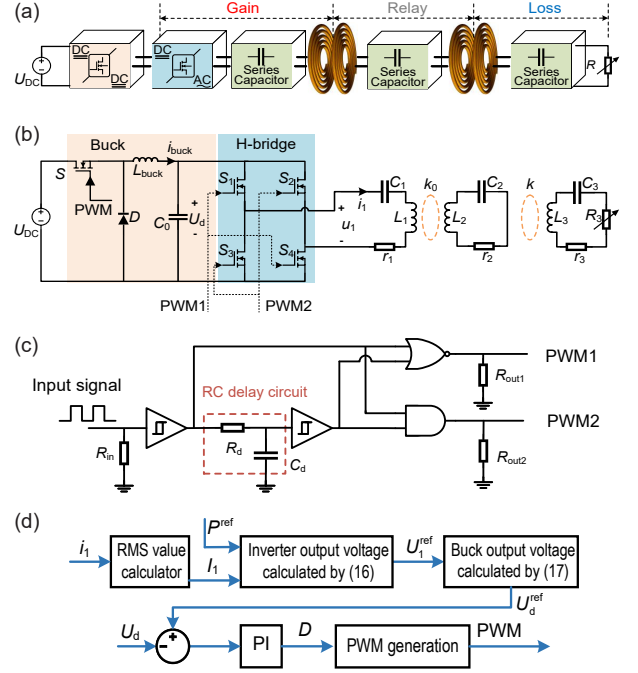 (a)
Gain
Relay
Loss
U_DC
DC
DC
DC
AC
Series
Capacitor
Series
Capacitor
Series
Capacitor
R
(b)
Buck
H-bridge
S
PWM
L_buck
i_buck
D
C_0
+
U_d
-
U_DC
S_1
S_2
S_3
S_4
PWM1
PWM2
+
u_1
-
i_1
C_1
L_1
r_1
k_0
C_2
L_2
r_2
k
C_3
L_3
R_3
r_3
(c)
Input signal
RC delay circuit
R_in
R_d
C_d
PWM1
R_out1
PWM2
R_out2
(d)
i_1
RMS value
calculator
I_1
P^ref
Inverter output voltage
calculated by (16)
U_1^ref
Buck output voltage
calculated by (17)
U_d^ref
U_d
-
+
PI
D
PWM generation
PWM